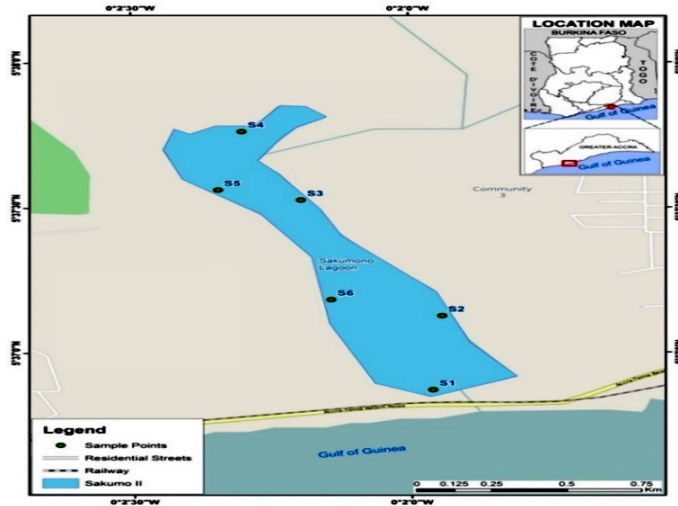 0°2'30"W
0°2'0"W
LOCATION MAP
BURKINA FASO
COTE D'IVOIRE
TOGO
Gulf of Guinea
GREATER ACCRA
Gulf of Guinea
S4
S5
S3
Community
3
Sakumono
Lagoon
S6
S2
S1
Legend
Sample Points
Residential Streets
Railway
Sakumo II
Gulf of Guinea
0 0.125 0.25 0.5 0.75
Km
0°2'30"W
0°2'0"W